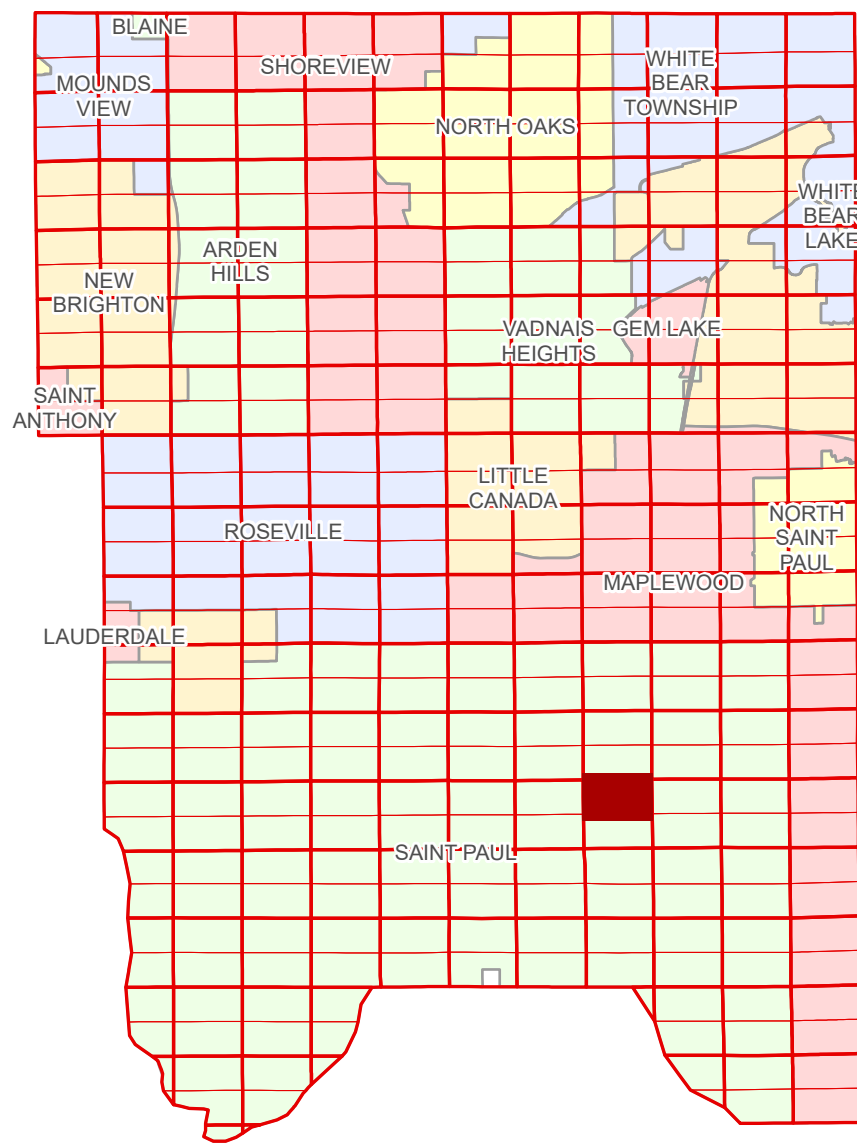 BLAINE
SHOREVIEW
WHITE
BEAR
TOWNSHIP
MOUNDS
VIEW
NORTH OAKS
WHITE
BEAR
LAKE
ARDEN
HILLS
NEW
BRIGHTON
VADNAIS
HEIGHTS
GEM LAKE
SAINT
ANTHONY
LITTLE
CANADA
NORTH
SAINT
PAUL
ROSEVILLE
MAPLEWOOD
LAUDERDALE
SAINT PAUL